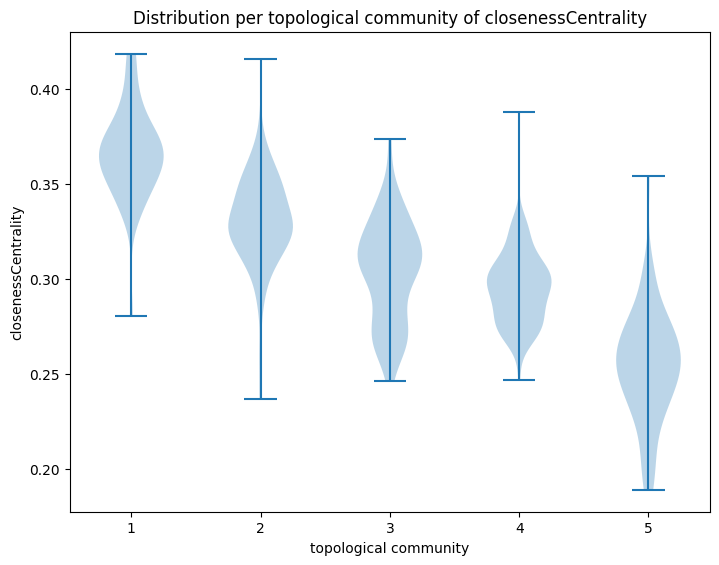 Distribution per topological community of closenessCentrality
0.40
0.35
0.30
0.25
0.20
closenessCentrality
1 2 3 4 5
topological community